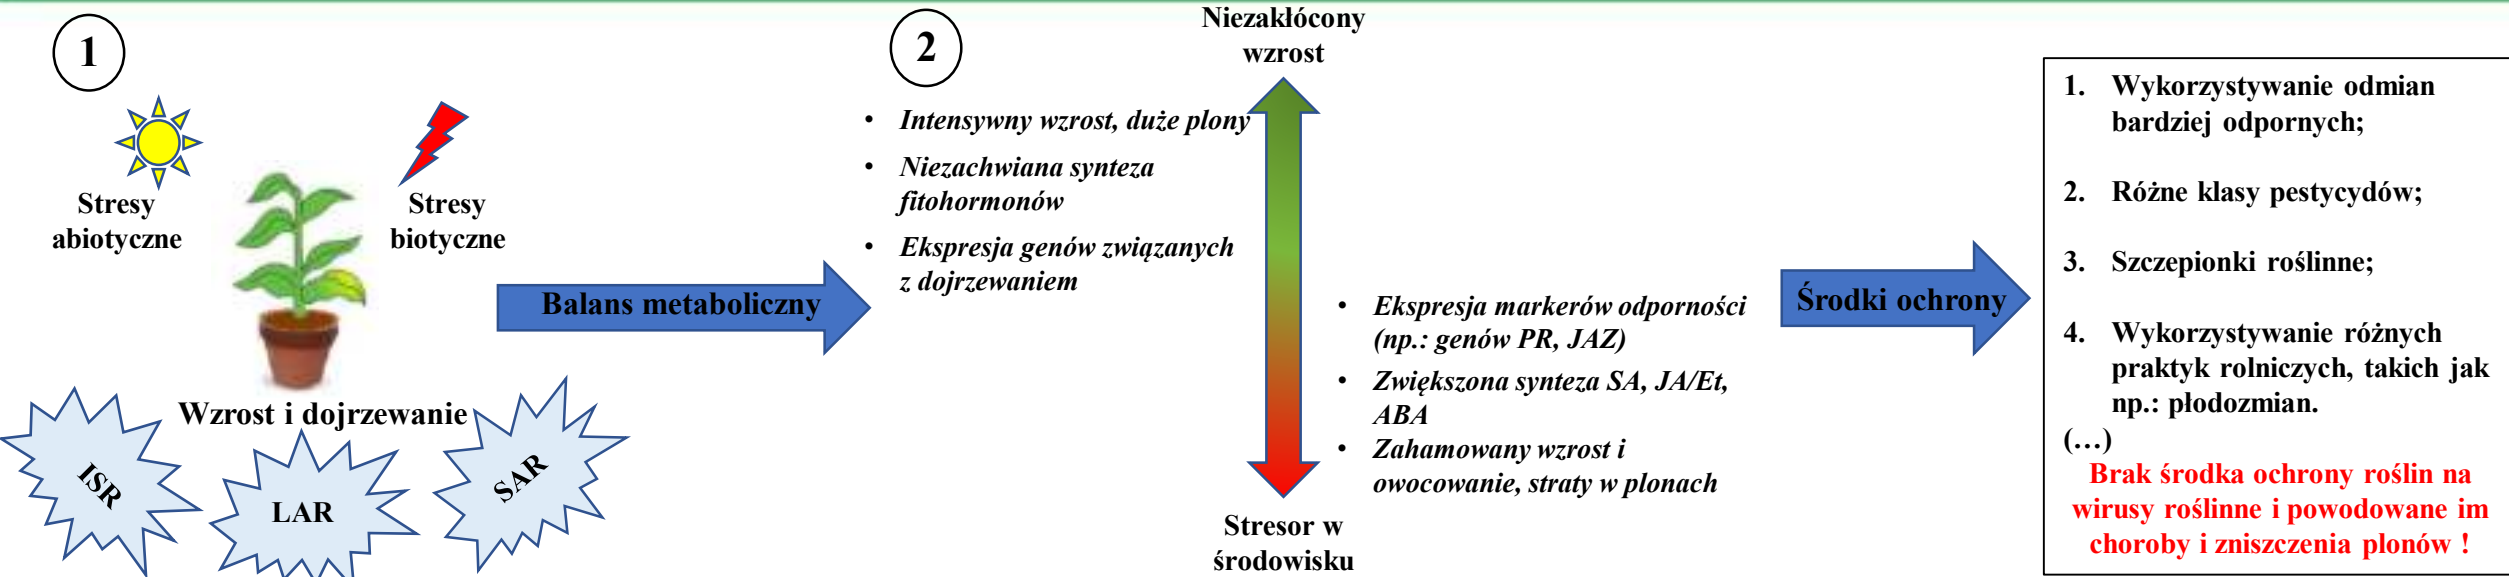 1
Stresy
abiotyczne
Stresy
biotyczne
Wzrost i dojrzewanie
ISR
LAR
SAR
Balans metaboliczny
2
Niezakłócony
wzrost
• Intensywny wzrost, duże plony
• Niezachwiana synteza
fitohormonów
• Ekspresja genów związanych
z dojrzewaniem
• Ekspresja markerów odporności
(np.: genów PR, JAZ)
• Zwiększona synteza SA, JA/Et,
ABA
• Zahamowany wzrost i
owocowanie, straty w plonach
Stresor w
środowisku
Środki ochrony
1. Wykorzystywanie odmian
bardziej odpornych;
2. Różne klasy pestycydów;
3. Szczepionki roślinne;
4. Wykorzystywanie różnych
praktyk rolniczych, takich jak
np.: płodozmian.
(…)
Brak środka ochrony roślin na
wirusy roślinne i powodowane im
choroby i zniszczenia plonów !